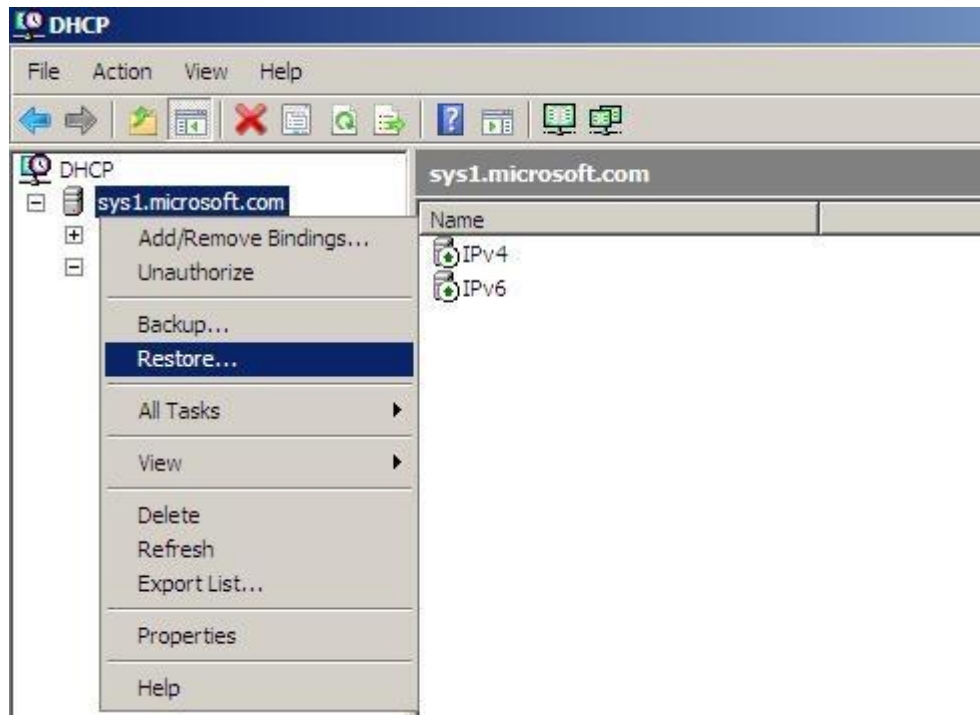 DHCP
File Action View Help
DHCP
sys1.microsoft.com
Add/Remove Bindings...
Unauthorize
Backup...
Restore...
All Tasks
View
Delete
Refresh
Export List...
Properties
Help
sys1.microsoft.com
Name
IPv4
IPv6